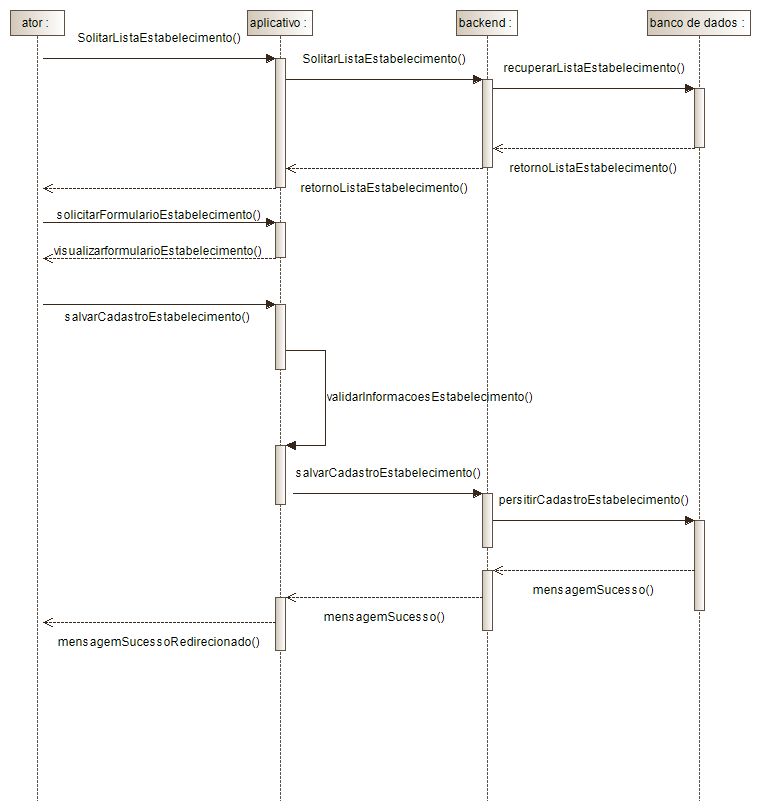 ator :
aplicativo :
backend :
banco de dados :
SolitarListaEstabelecimento()
SolitarListaEstabelecimento()
recuperarListaEstabelecimento()
retornoListaEstabelecimento()
retornoListaEstabelecimento()
solicitarFormularioEstabelecimento()
visualizarformularioEstabelecimento()
salvarCadastroEstabelecimento()
validarInformacoesEstabelecimento()
salvarCadastroEstabelecimento()
persitirCadastroEstabelecimento()
mensagemSucesso()
mensagemSucesso()
mensagemSucessoRedirecionado()